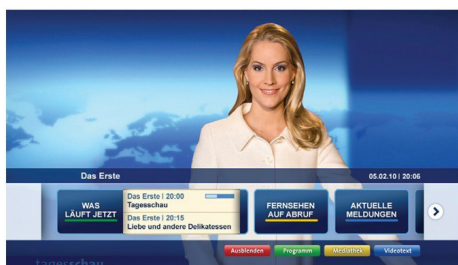 Das Erste
05.02.10 | 20:06
WAS
LÄUFT JETZT
Das Erste | 20:00
Tagesschau
Das Erste | 20:15
Liebe und andere Delikatessen
FERNSEHEN
AUF ABRUF
AKTUELLE
MELDUNGEN
Ausblenden
Programm
Mediathek
Videotext
tagesschau